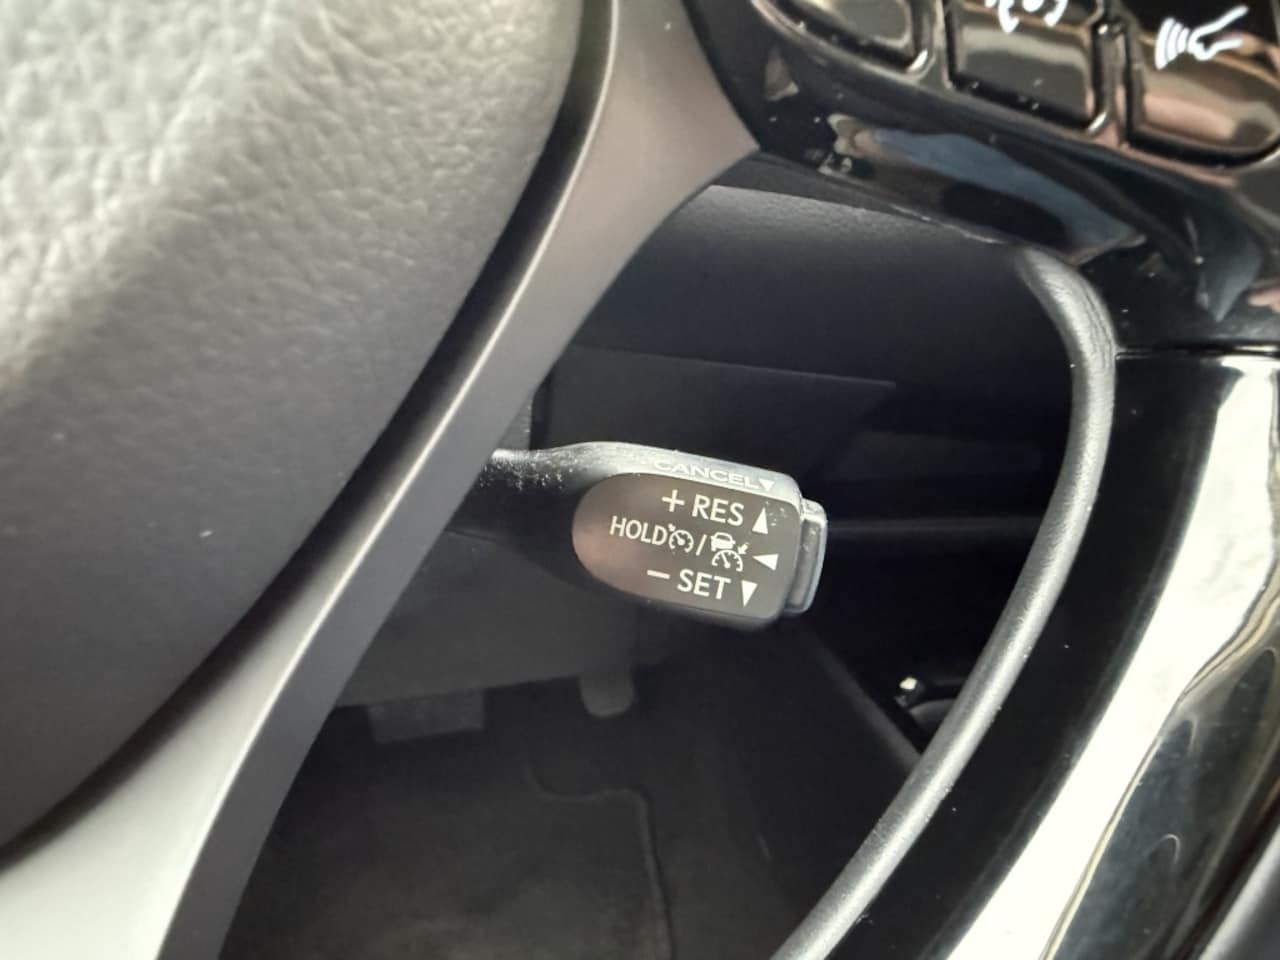 CANCEL▼
+ RES ▲
HOLD / ◀
− SET ▼